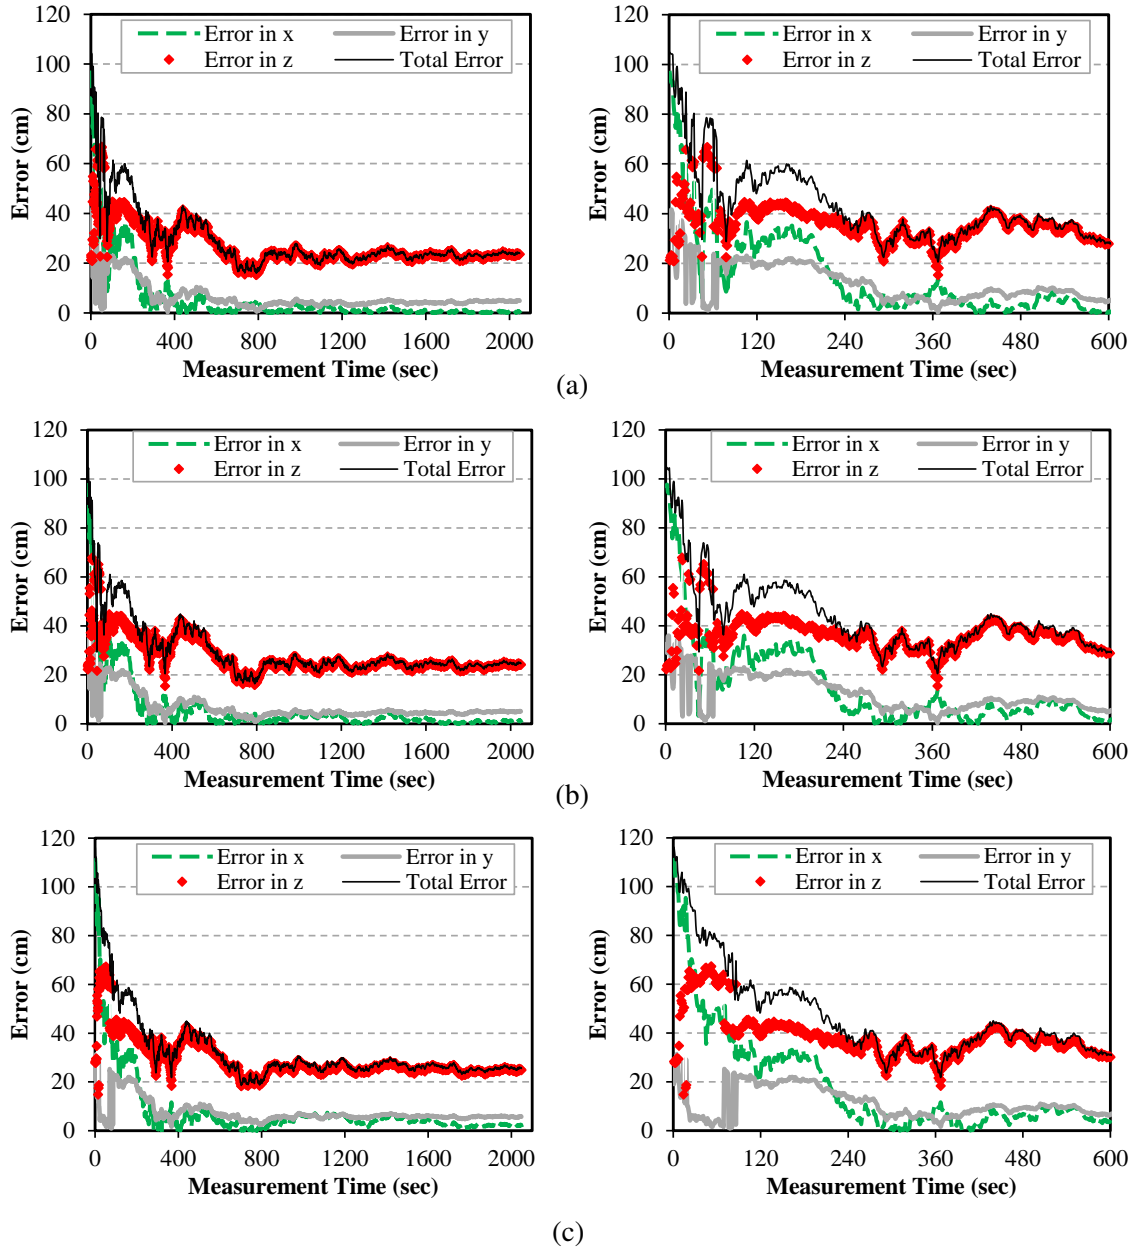 120
100
80
60
40
20
0
Error (cm)
Error in x
Error in y
Error in z
Total Error
0 400 800 1200 1600 2000
Measurement Time (sec)
120
100
80
60
40
20
0
Error (cm)
Error in x
Error in y
Error in z
Total Error
0 120 240 360 480 600
Measurement Time (sec)
(a)
120
100
80
60
40
20
0
Error (cm)
Error in x
Error in y
Error in z
Total Error
0 400 800 1200 1600 2000
Measurement Time (sec)
120
100
80
60
40
20
0
Error (cm)
Error in x
Error in y
Error in z
Total Error
0 120 240 360 480 600
Measurement Time (sec)
(b)
120
100
80
60
40
20
0
Error (cm)
Error in x
Error in y
Error in z
Total Error
0 400 800 1200 1600 2000
Measurement Time (sec)
120
100
80
60
40
20
0
Error (cm)
Error in x
Error in y
Error in z
Total Error
0 120 240 360 480 600
Measurement Time (sec)
(c)